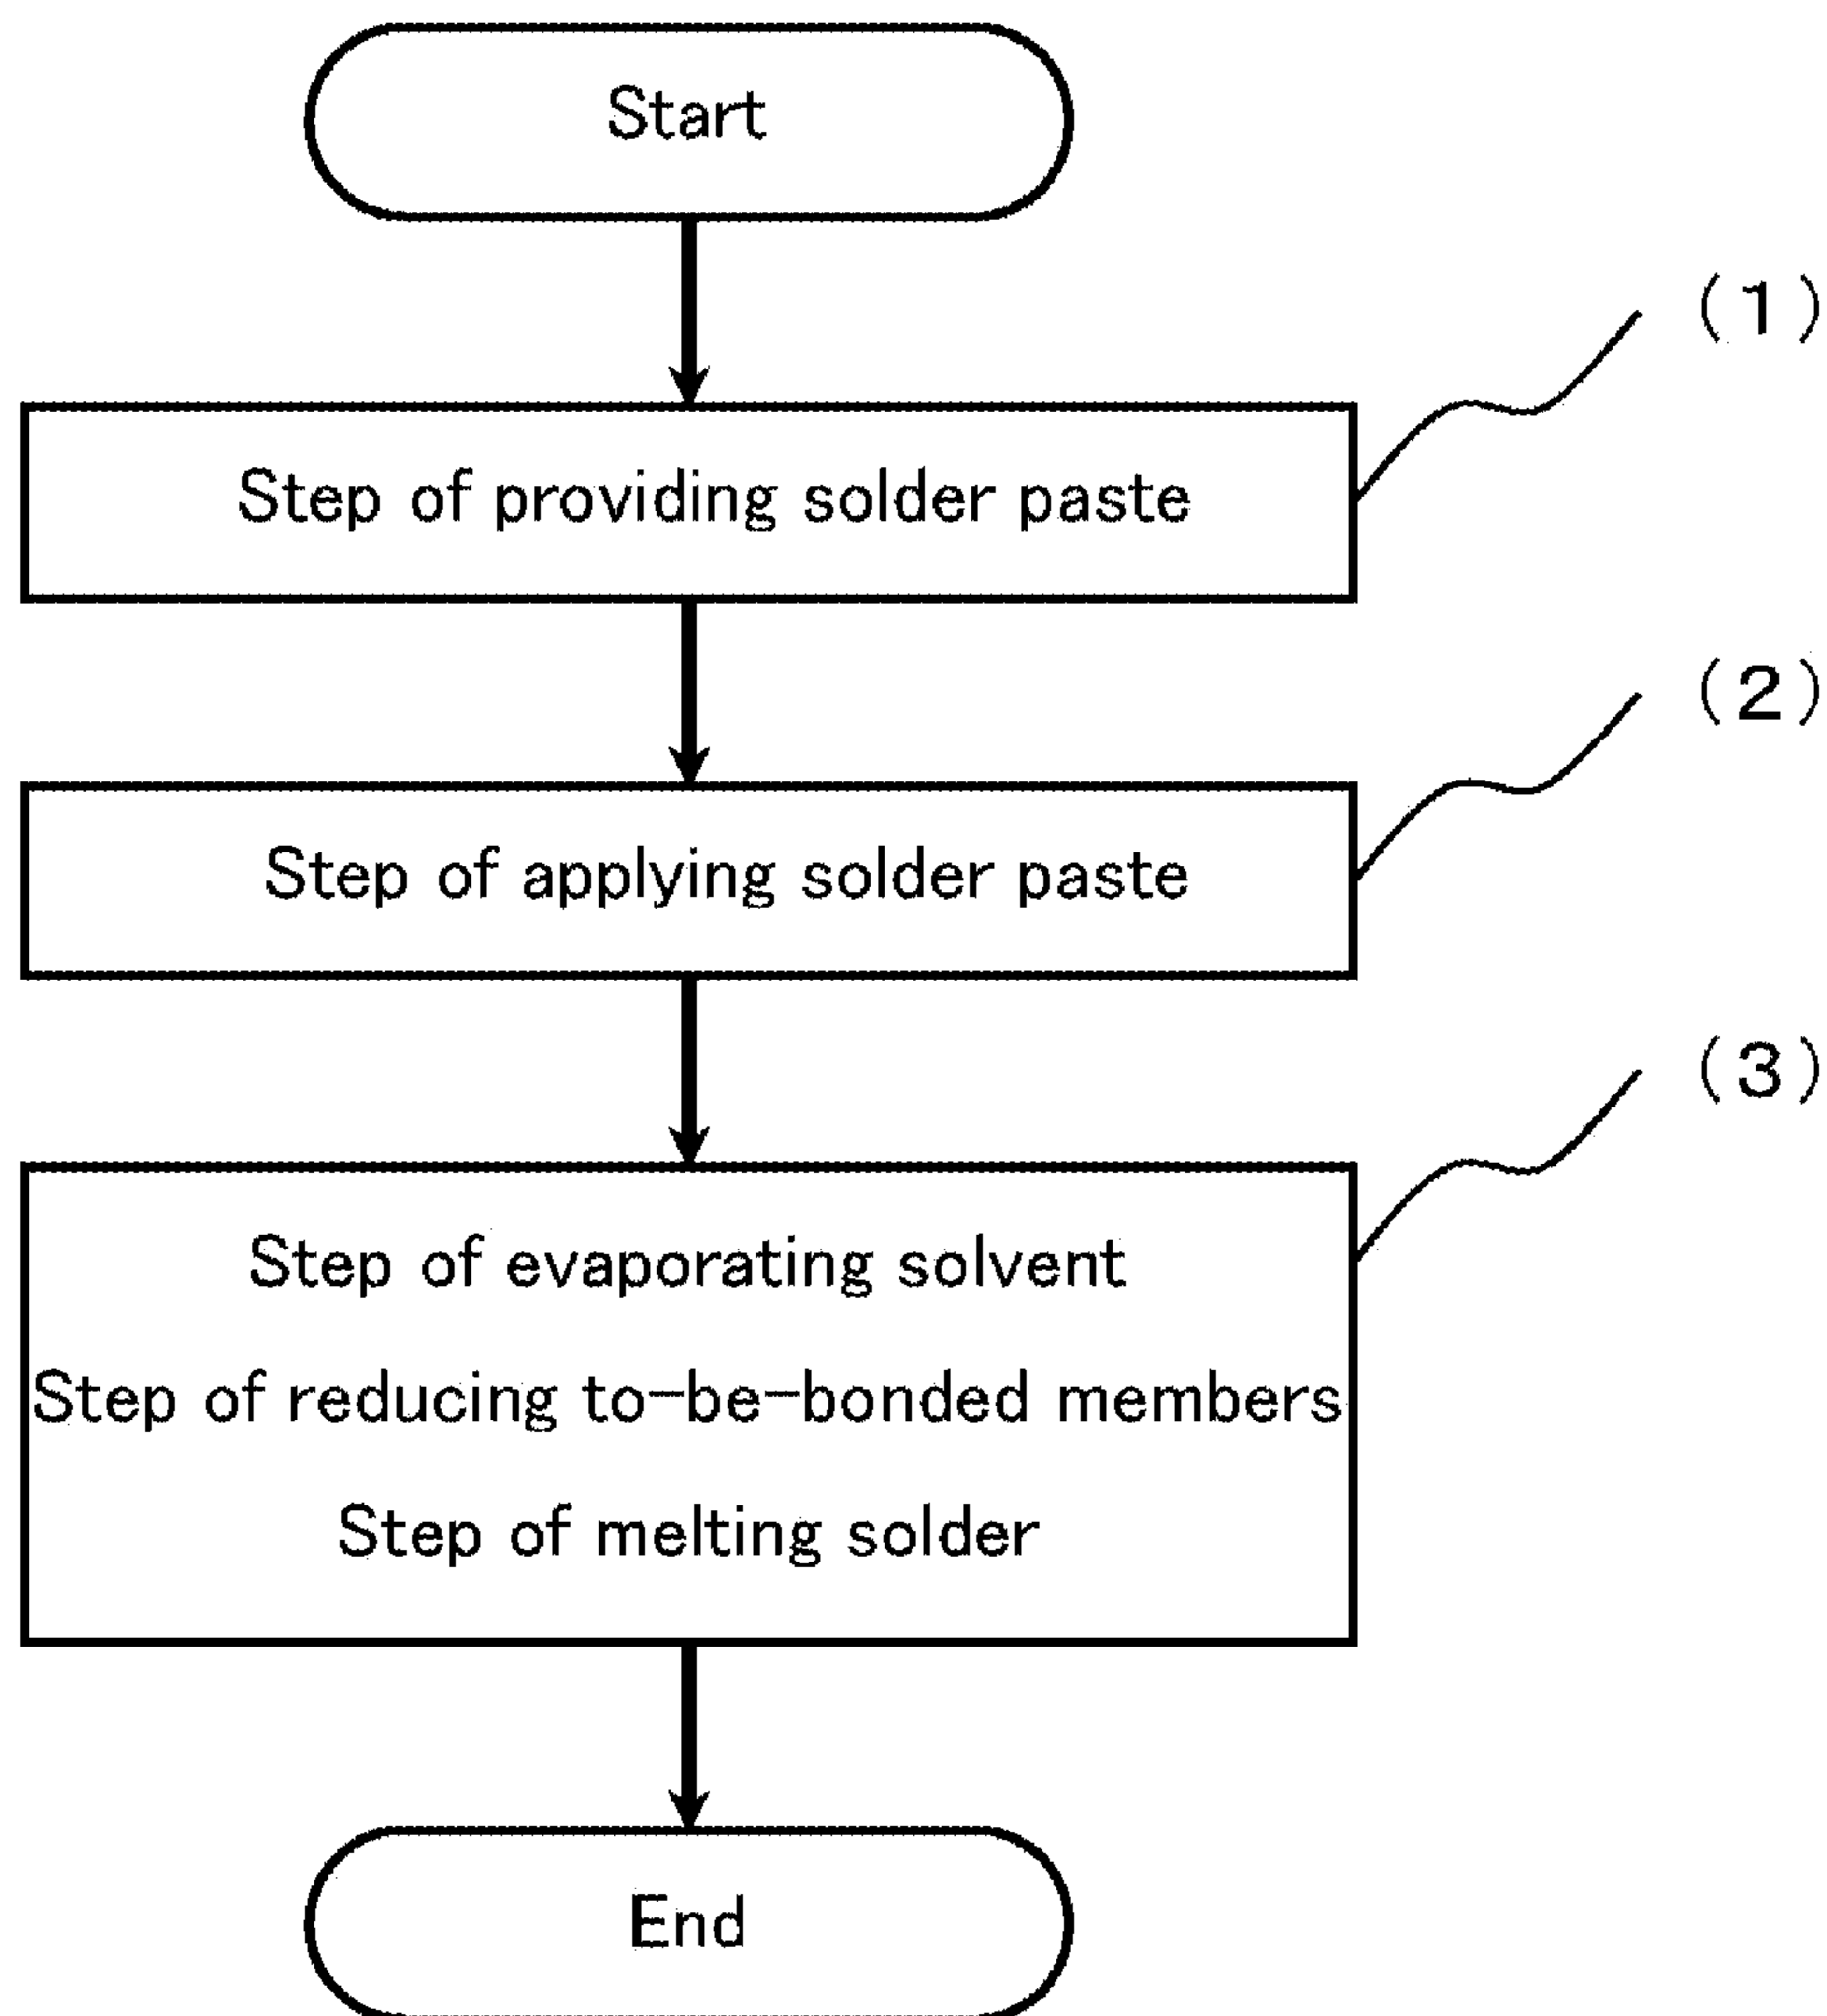 Start
(1)
Step of providing solder paste
(2)
Step of applying solder paste
(3)
Step of evaporating solvent
Step of reducing to-be-bonded members
Step of melting solder
End